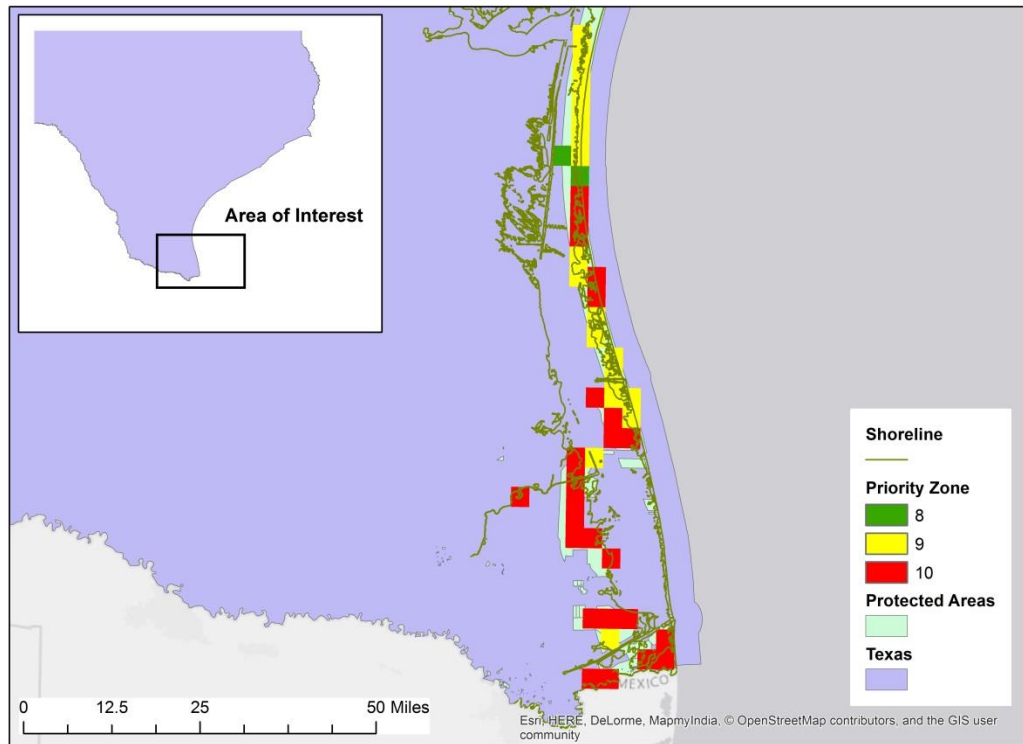 Area of Interest
Shoreline
Priority Zone
8
9
10
Protected Areas
Texas
MEXICO
0 12.5 25 50 Miles
Esri, HERE, DeLorme, MapmyIndia, © OpenStreetMap contributors, and the GIS user
community